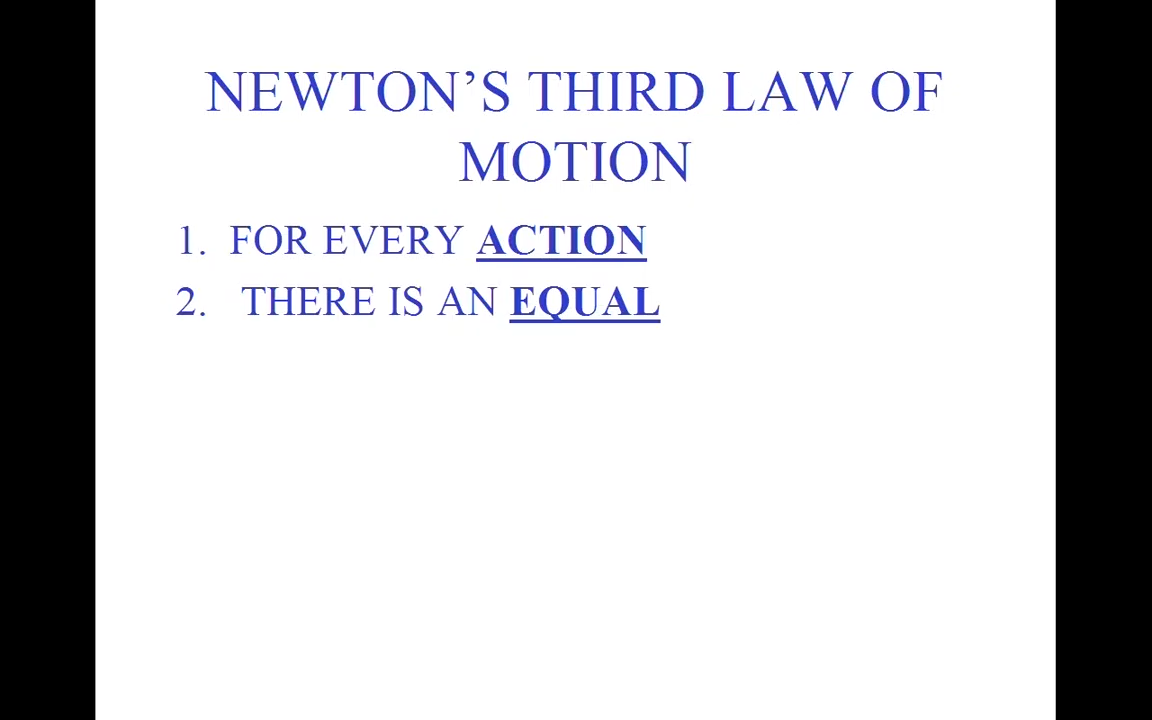 NEWTON’S THIRD LAW OF
MOTION
1. FOR EVERY ACTION
2. THERE IS AN EQUAL